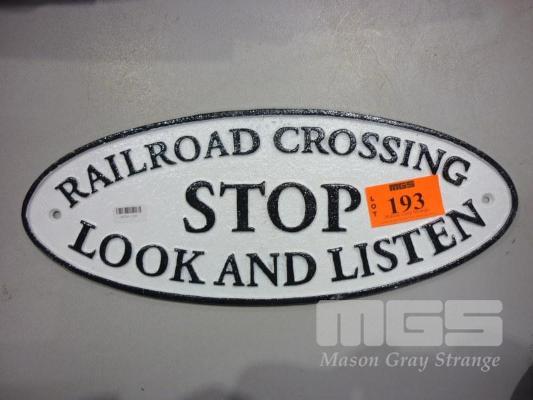 RAILROAD CROSSING
STOP
LOOK AND LISTEN
MGS
LOT
193
MGS
Mason Gray Strange